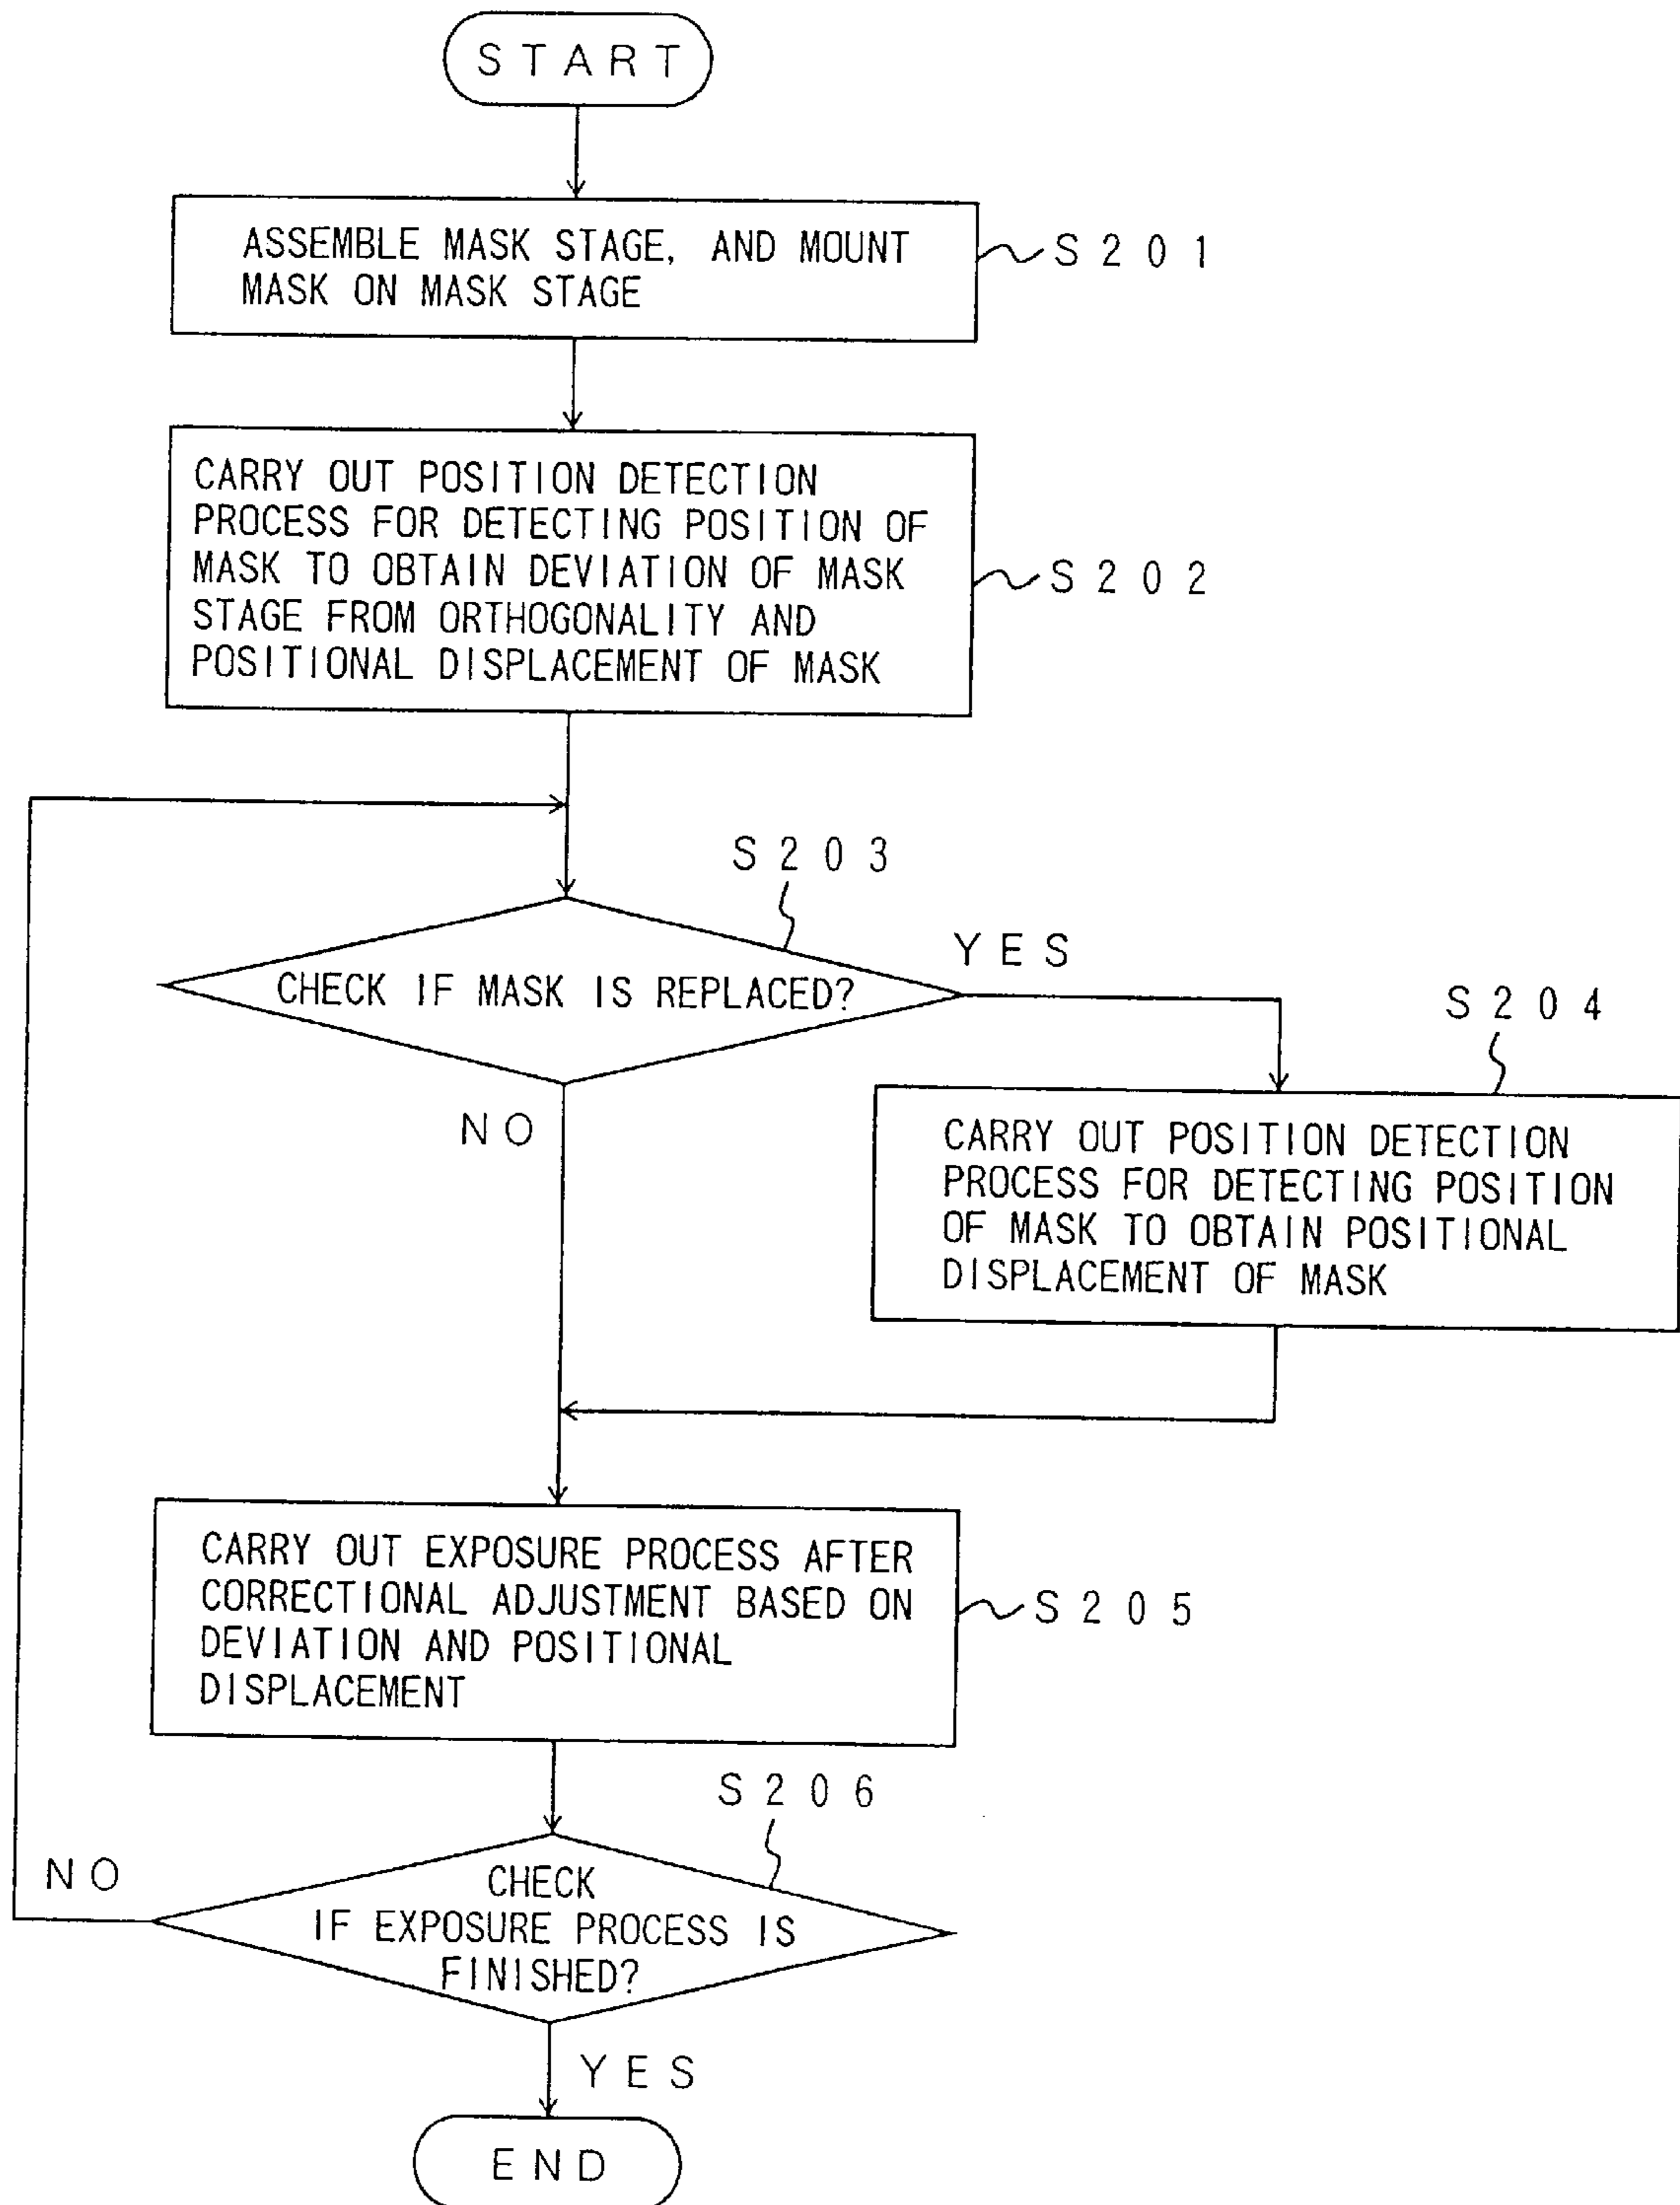 START
ASSEMBLE MASK STAGE, AND MOUNT
MASK ON MASK STAGE
S201
CARRY OUT POSITION DETECTION
PROCESS FOR DETECTING POSITION OF
MASK TO OBTAIN DEVIATION OF MASK
STAGE FROM ORTHOGONALITY AND
POSITIONAL DISPLACEMENT OF MASK
S202
S203
CHECK IF MASK IS REPLACED?
YES
NO
S204
CARRY OUT POSITION DETECTION
PROCESS FOR DETECTING POSITION
OF MASK TO OBTAIN POSITIONAL
DISPLACEMENT OF MASK
CARRY OUT EXPOSURE PROCESS AFTER
CORRECTIONAL ADJUSTMENT BASED ON
DEVIATION AND POSITIONAL
DISPLACEMENT
S205
S206
CHECK
IF EXPOSURE PROCESS IS
FINISHED?
NO
YES
END